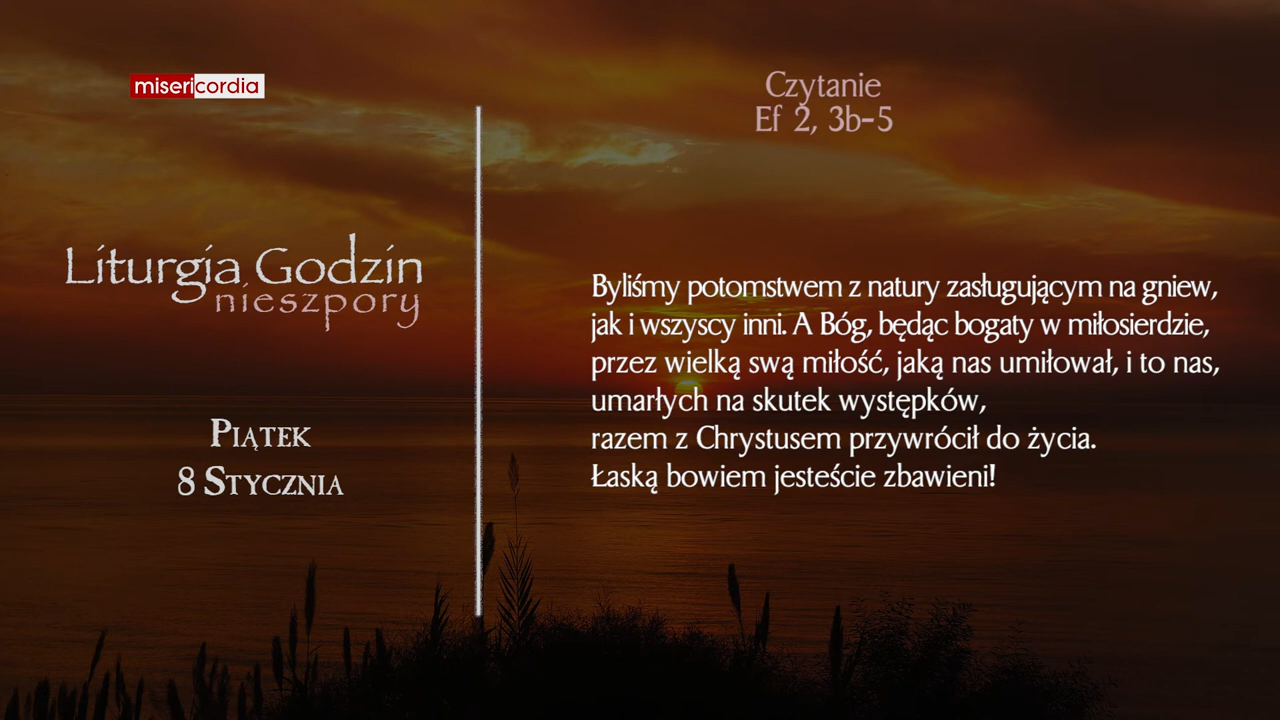 misericordia
Liturgia Godzin
nieszpory
Piątek
8 Stycznia
Czytanie
Ef 2, 3b-5
Byliśmy potomstwem z natury zasługującym na gniew,
jak i wszyscy inni. A Bóg, będąc bogaty w miłosierdzie,
przez wielką swą miłość, jaką nas umiłował, i to nas,
umarłych na skutek występków,
razem z Chrystusem przywrócił do życia.
Łaską bowiem jesteście zbawieni!